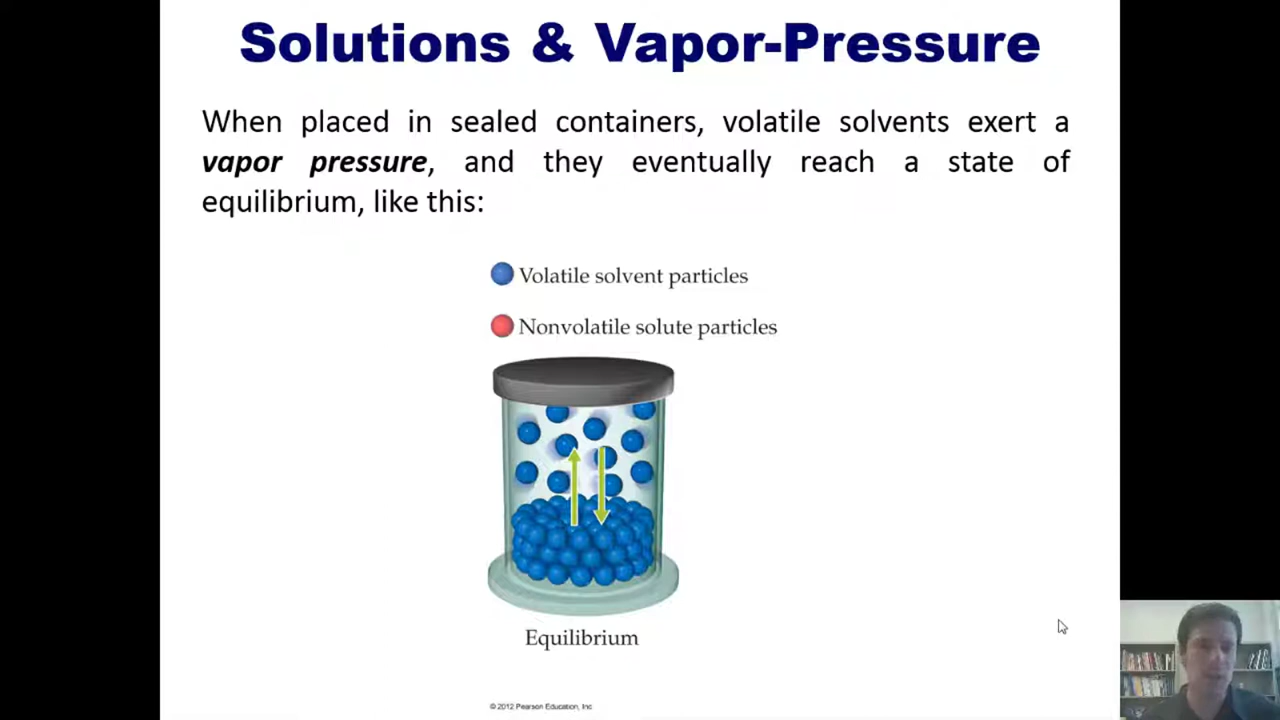 Solutions & Vapor-Pressure
When placed in sealed containers, volatile solvents exert a
vapor pressure, and they eventually reach a state of
equilibrium, like this:
Volatile solvent particles
Nonvolatile solute particles
Equilibrium
© 2012 Pearson Education, Inc